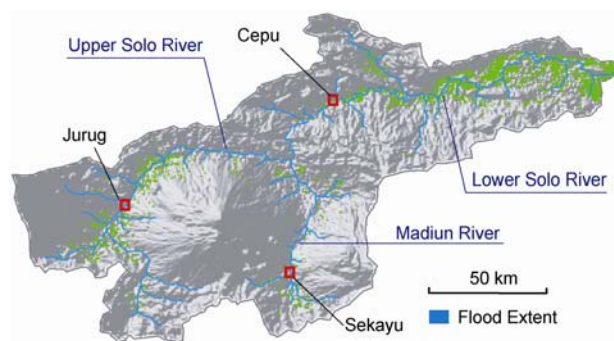 Upper Solo River
Cepu
Jurug
Lower Solo River
Madiun River
50 km
Sekayu
Flood Extent